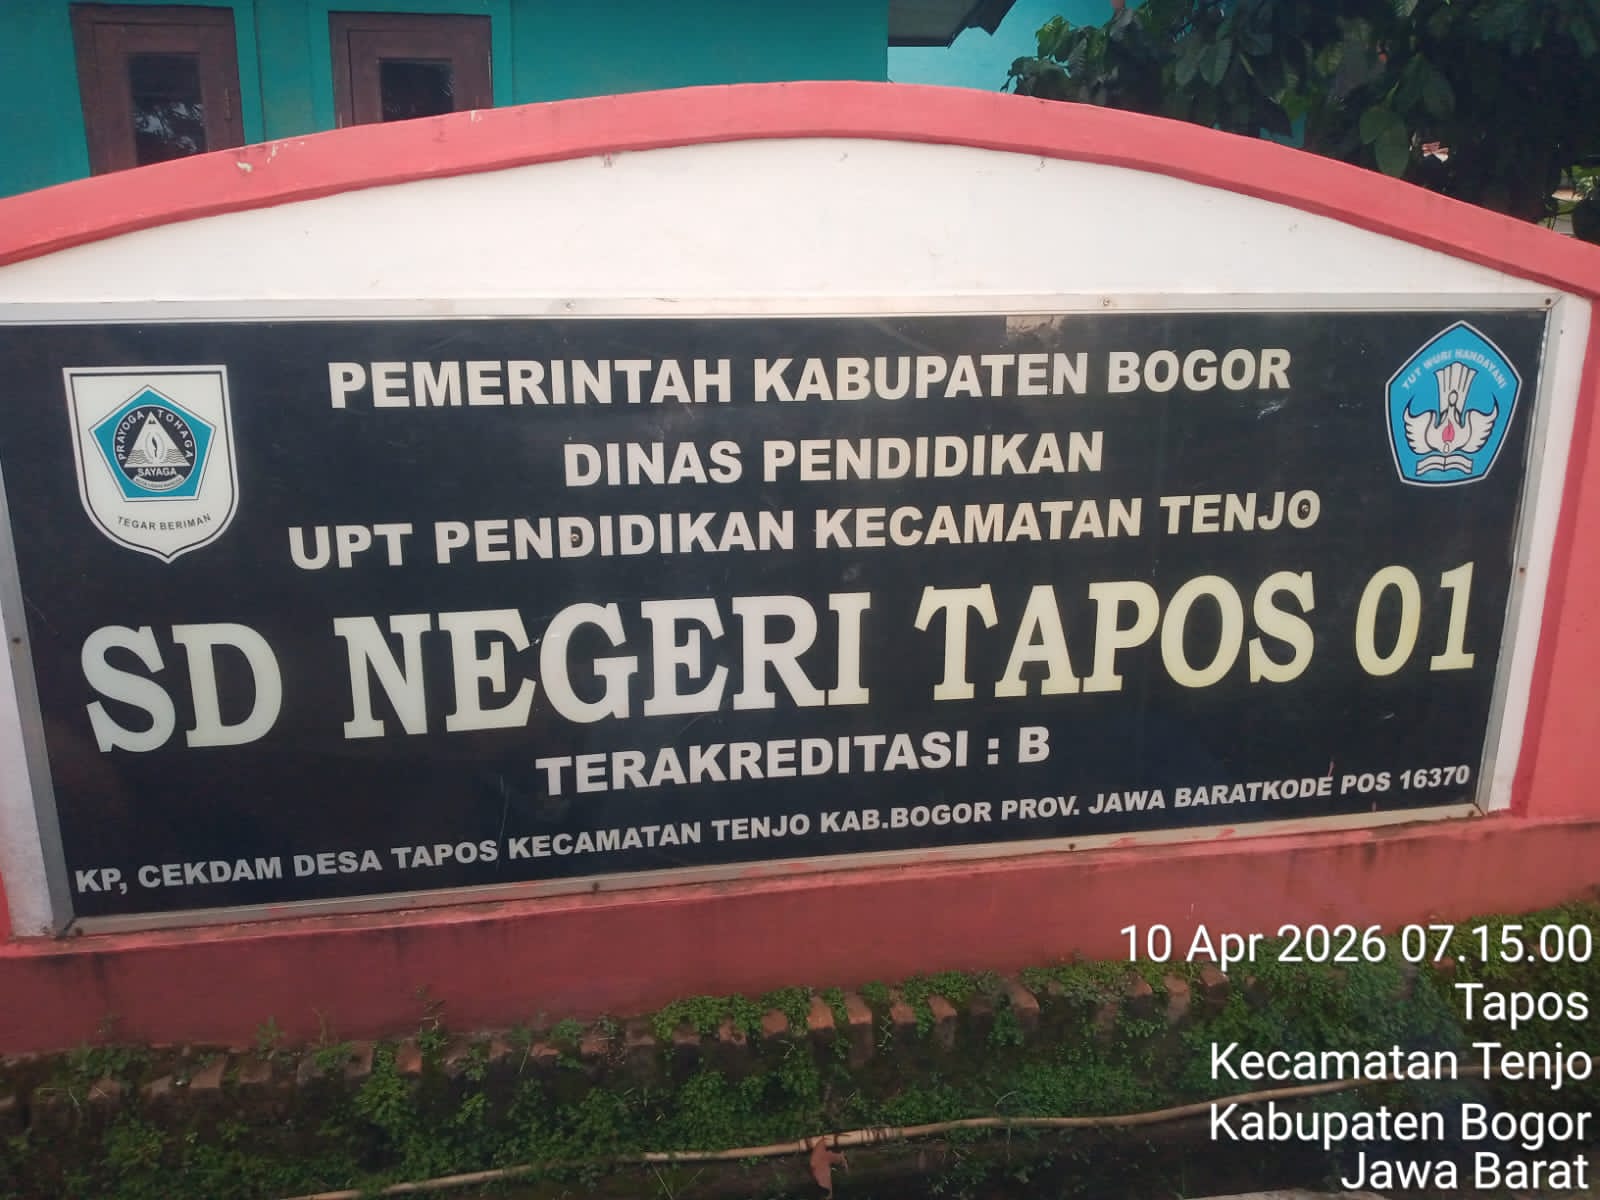 PEMERINTAH KABUPATEN BOGOR
DINAS PENDIDIKAN
UPT PENDIDIKAN KECAMATAN TENJO
SD NEGERI TAPOS 01
TERAKREDITASI : B
KP, CEKDAM DESA TAPOS KECAMATAN TENJO KAB.BOGOR PROV. JAWA BARATKODE POS 16370
PRAYOGA TOHAGA
SAYAGA
TEGAR BERIMAN
TUT WURI HANDAYANI
10 Apr 2026 07.15.00
Tapos
Kecamatan Tenjo
Kabupaten Bogor
Jawa Barat